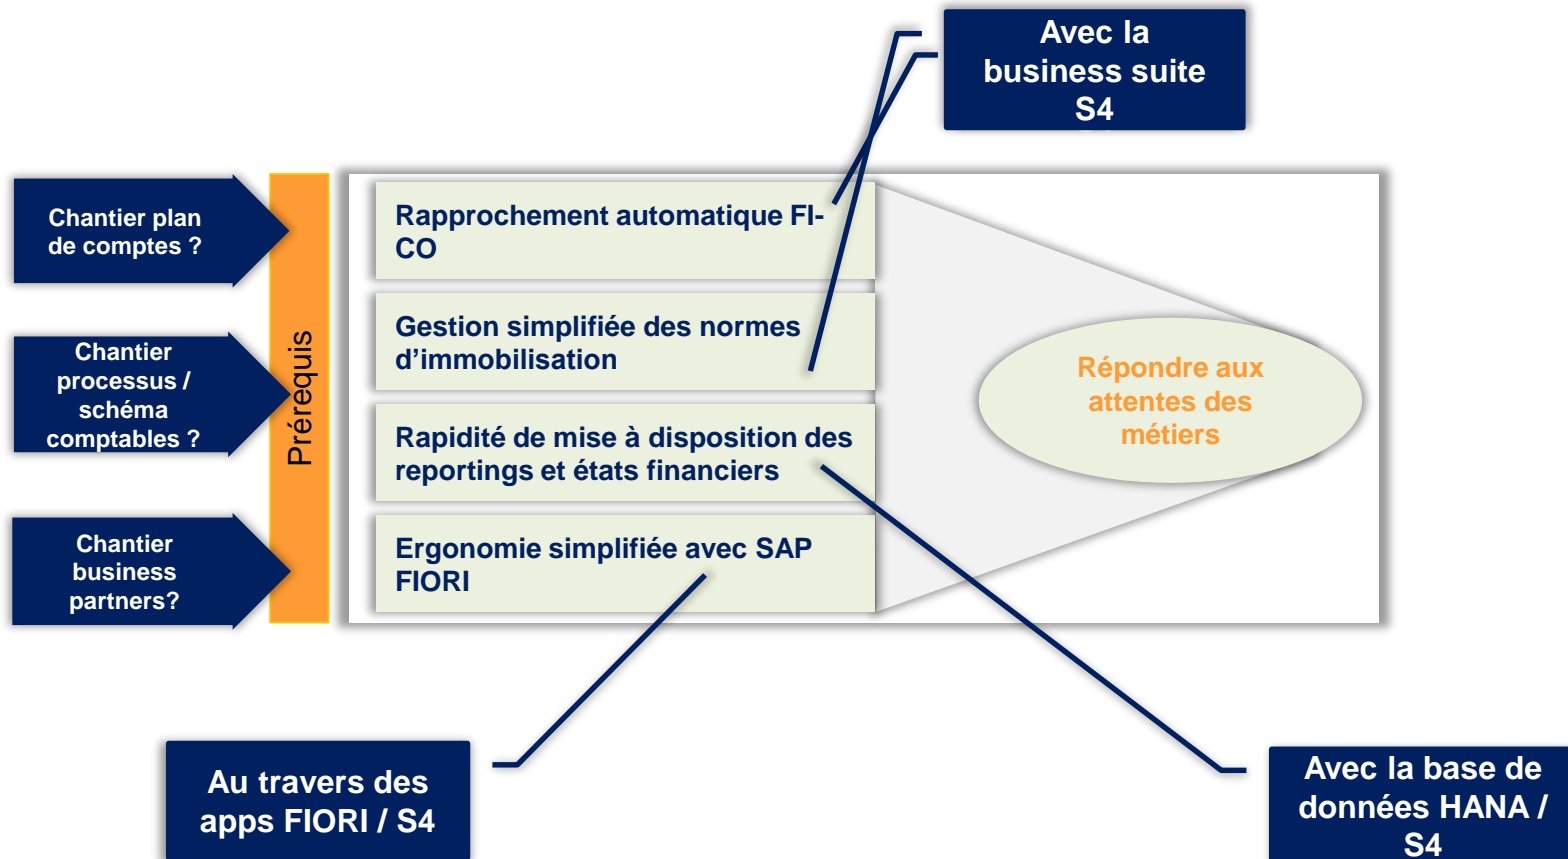 Avec la
business suite
S4
Chantier plan
de comptes ?
Chantier
processus /
schéma
comptables ?
Chantier
business
partners?
Prérequis
Rapprochement automatique FI-
CO
Gestion simplifiée des normes
d’immobilisation
Rapidité de mise à disposition des
reportings et états financiers
Ergonomie simplifiée avec SAP
FIORI
Répondre aux
attentes des
métiers
Au travers des
apps FIORI / S4
Avec la base de
données HANA /
S4